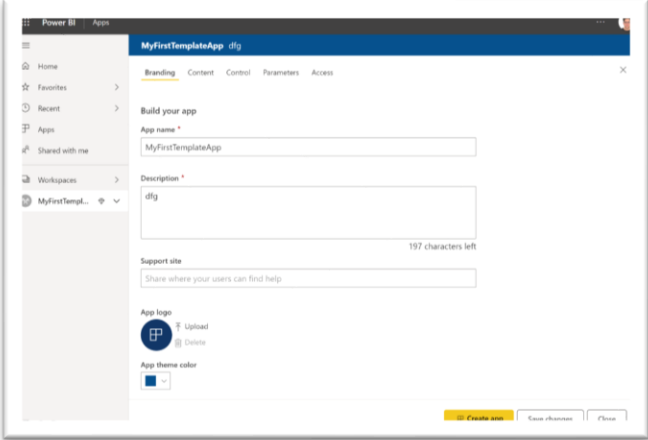 Power BI Apps
MyFirstTemplateApp dfg
Home
Favorites
Recent
Apps
Shared with me
Workspaces
MyFirstTempl...
Branding Content Control Parameters Access
Build your app
App name *
MyFirstTemplateApp
Description *
dfg
197 characters left
Support site
Share where your users can find help
App logo
Upload
Delete
App theme color
Create app Save changes Close